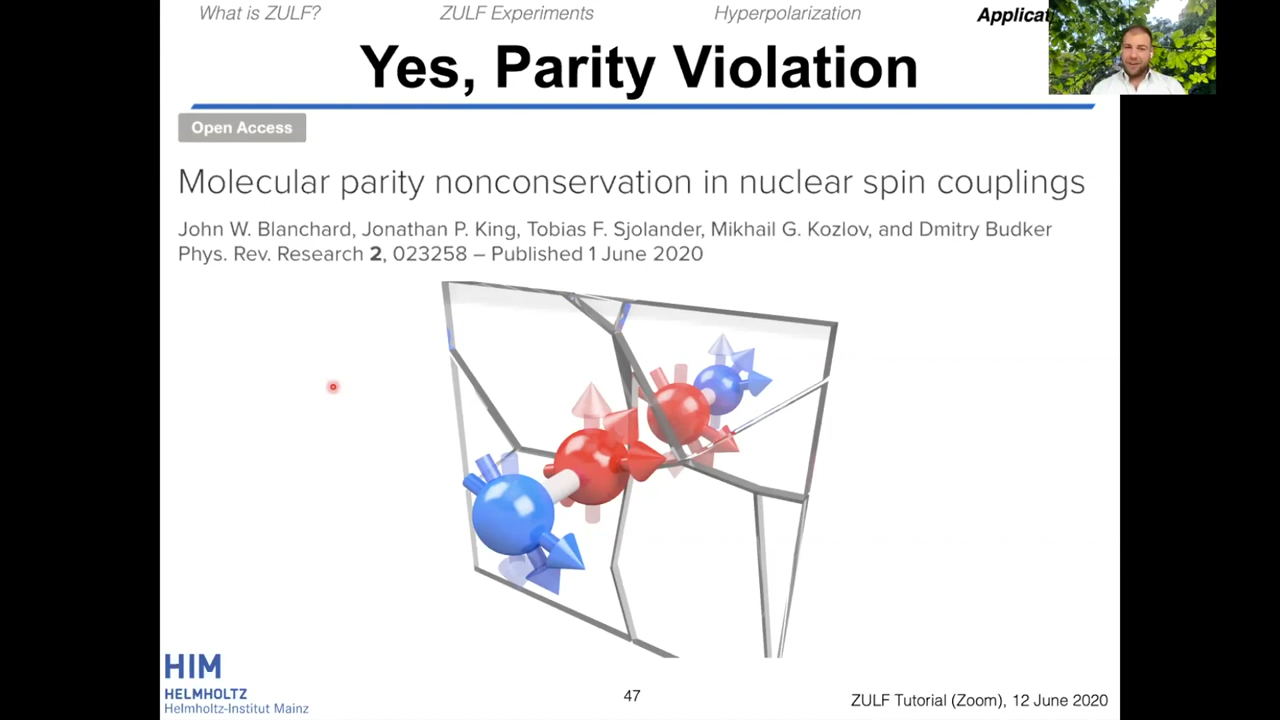 What is ZULF? ZULF Experiments Hyperpolarization Applicat
Yes, Parity Violation
Open Access
Molecular parity nonconservation in nuclear spin couplings
John W. Blanchard, Jonathan P. King, Tobias F. Sjolander, Mikhail G. Kozlov, and Dmitry Budker
Phys. Rev. Research 2, 023258 – Published 1 June 2020
HIM
HELMHOLTZ
Helmholtz-Institut Mainz
47
ZULF Tutorial (Zoom), 12 June 2020